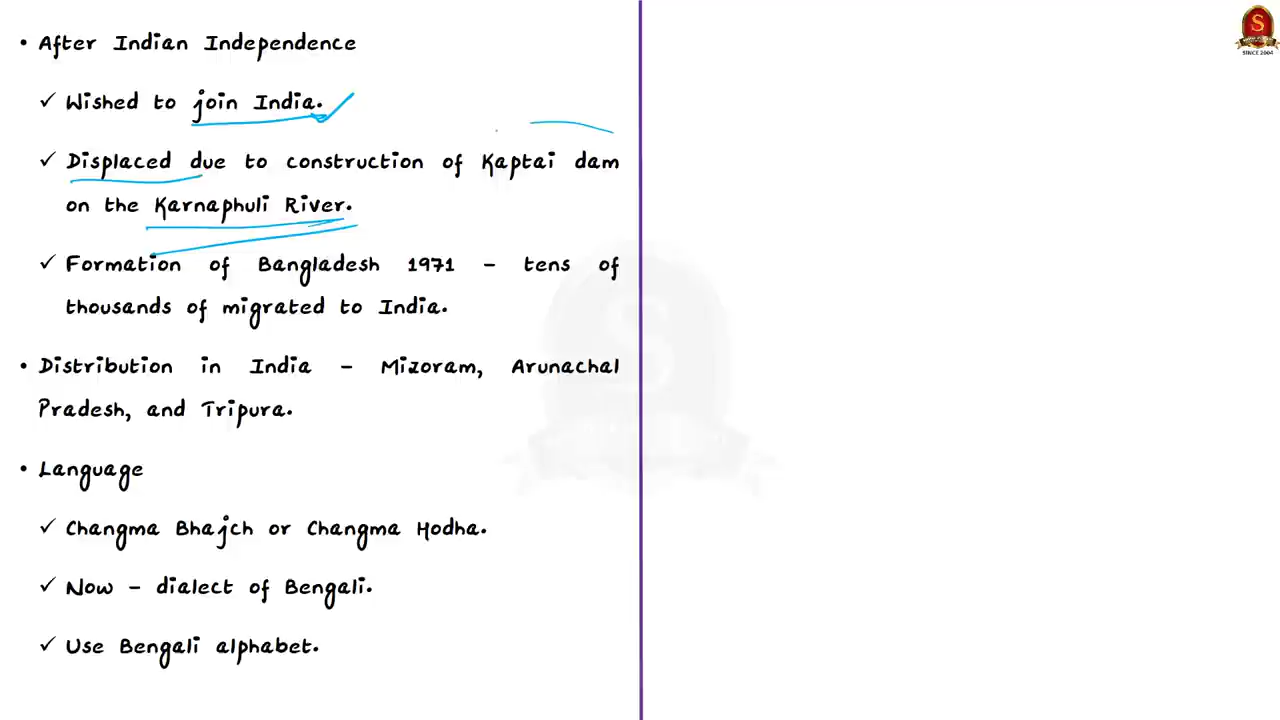 • After Indian Independence
✓ Wished to join India.
✓ Displaced due to construction of Kaptai dam
on the Karnaphuli River.
✓ Formation of Bangladesh 1971 – tens of
thousands of migrated to India.
• Distribution in India – Mizoram, Arunachal
Pradesh, and Tripura.
• Language
✓ Changma Bhajch or Changma Hodha.
✓ Now – dialect of Bengali.
✓ Use Bengali alphabet.
S
SINCE 2004